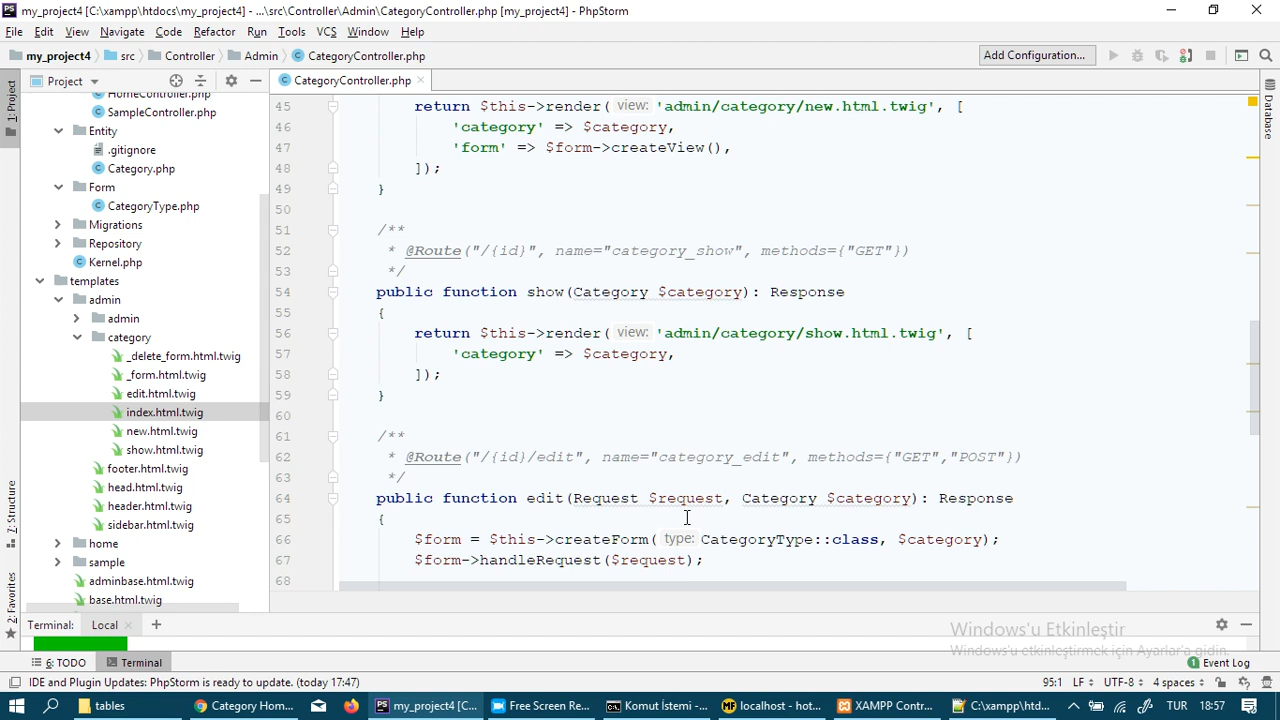 my_project4 [C:\xampp\htdocs\my_project4] - ...\src\Controller\Admin\CategoryController.php [my_project4] - PhpStorm
File Edit View Navigate Code Refactor Run Tools VCS Window Help
my_project4 src Controller Admin CategoryController.php Add Configuration...
1: Project
Project
HomeController.php
SampleController.php
Entity
.gitignore
Category.php
Form
CategoryType.php
Migrations
Repository
Kernel.php
templates
admin
admin
category
_delete_form.html.twig
_form.html.twig
edit.html.twig
index.html.twig
new.html.twig
show.html.twig
footer.html.twig
head.html.twig
header.html.twig
sidebar.html.twig
home
sample
adminbase.html.twig
base.html.twig
Z: Structure
2: Favorites
CategoryController.php
45 return $this->render( view: 'admin/category/new.html.twig', [
46 'category' => $category,
47 'form' => $form->createView(),
48 ]);
49 }
50
51 /**
52 * @Route("/{id}", name="category_show", methods={"GET"})
53 */
54 public function show(Category $category): Response
55 {
56 return $this->render( view: 'admin/category/show.html.twig', [
57 'category' => $category,
58 ]);
59 }
60
61 /**
62 * @Route("/{id}/edit", name="category_edit", methods={"GET","POST"})
63 */
64 public function edit(Request $request, Category $category): Response
65 {
66 $form = $this->createForm( type: CategoryType::class, $category);
67 $form->handleRequest($request);
68
Database
Terminal: Local +
Windows'u Etkinleştir
Windows'u etkinleştirmek için Ayarlar'a gidin.
6: TODO Terminal 1 Event Log
IDE and Plugin Updates: PhpStorm is ready to update. (today 17:47) 95:1 LF UTF-8 4 spaces
tables Category Hom... my_project4 [C... Free Screen Re... Komut İstemi -... localhost - hot... XAMPP Contr... C:\xampp\htd... TUR 18:57